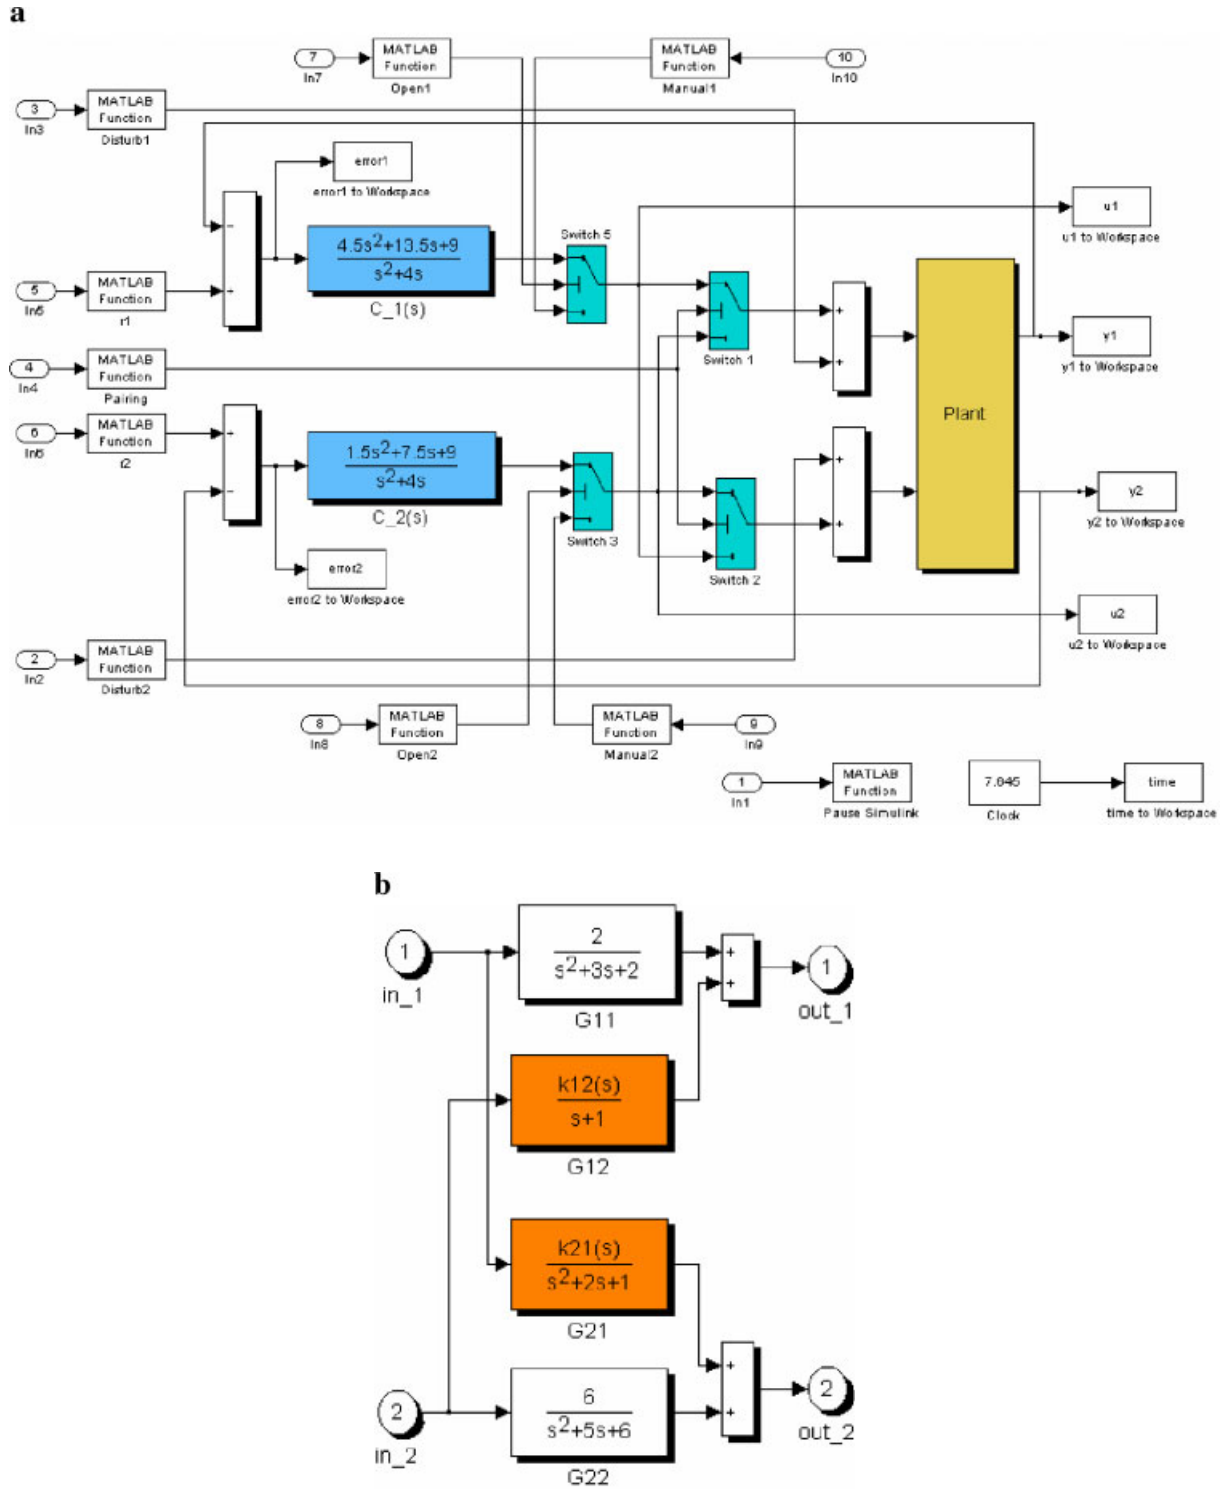 a
7
In7
MATLAB
Function
Open1
MATLAB
Function
Manual1
10
In10
3
In3
MATLAB
Function
Disturb1
error1
error1 to Workspace
u1
u1 to Workspace
−
+
4.5s²+13.5s+9
s²+4s
C_1(s)
Switch 5
5
In5
MATLAB
Function
r1
Switch 1
+
+
y1
y1 to Workspace
4
In4
MATLAB
Function
Pairing
Plant
6
In6
MATLAB
Function
r2
+
−
1.5s²+7.5s+9
s²+4s
C_2(s)
Switch 3
Switch 2
+
+
y2
y2 to Workspace
error2
error2 to Workspace
u2
u2 to Workspace
2
In2
MATLAB
Function
Disturb2
8
In8
MATLAB
Function
Open2
MATLAB
Function
Manual2
9
In9
1
In1
MATLAB
Function
Pause Simulink
7.645
Clock
time
time to Workspace
b
1
in_1
2
s²+3s+2
G11
+
+
1
out_1
k12(s)
s+1
G12
k21(s)
s²+2s+1
G21
2
in_2
6
s²+5s+6
G22
+
+
2
out_2